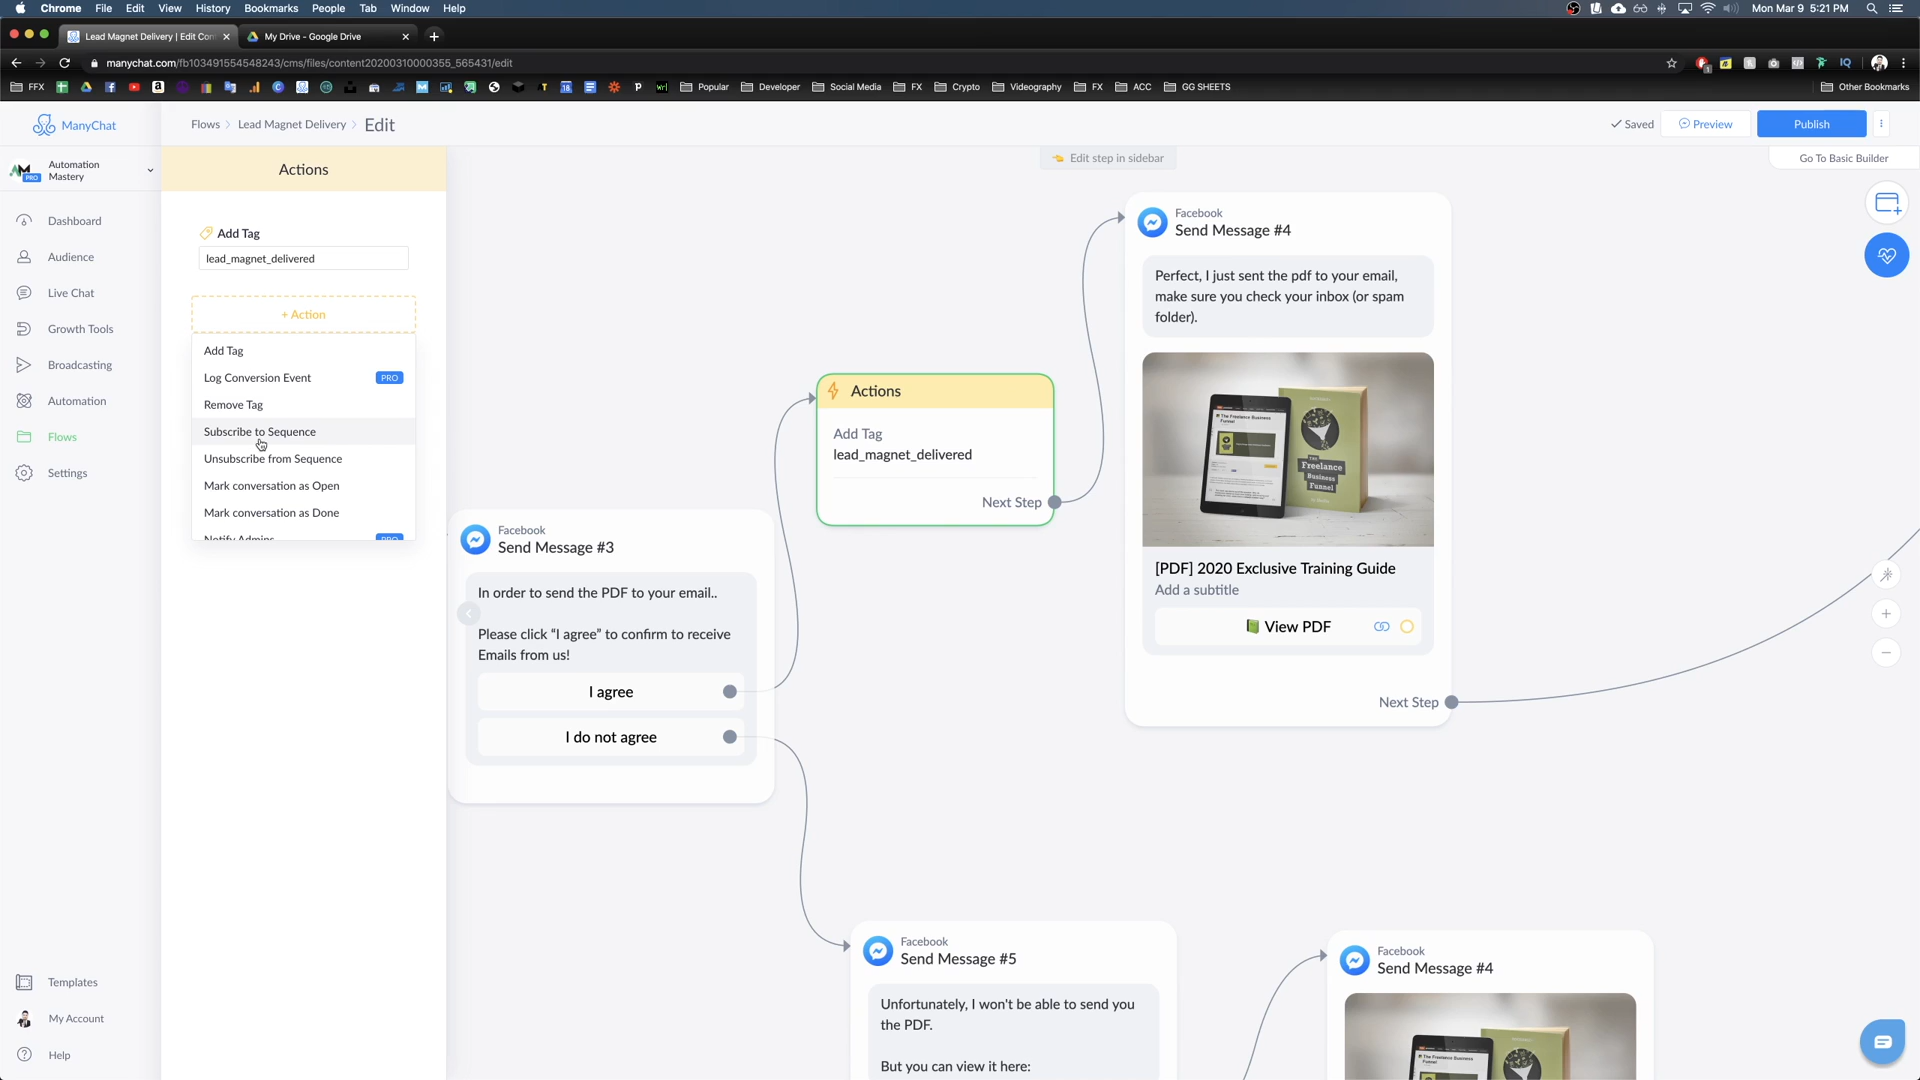 Chrome File Edit View History Bookmarks People Tab Window Help
Mon Mar 9 5:21 PM
Lead Magnet Delivery | Edit Con
My Drive - Google Drive
manychat.com/fb103491554548243/cms/files/content20200310000355_565431/edit
FFX
Popular
Developer
Social Media
FX
Crypto
Videography
FX
ACC
GG SHEETS
Other Bookmarks
ManyChat
Flows > Lead Magnet Delivery > Edit
Saved
Preview
Publish
Automation
Mastery
PRO
Actions
Edit step in sidebar
Go To Basic Builder
Dashboard
Audience
Live Chat
Growth Tools
Broadcasting
Automation
Flows
Settings
Templates
My Account
Help
Add Tag
lead_magnet_delivered
+ Action
Add Tag
Log Conversion Event PRO
Remove Tag
Subscribe to Sequence
Unsubscribe from Sequence
Mark conversation as Open
Mark conversation as Done
Notify Admins PRO
Facebook
Send Message #3
In order to send the PDF to your email..
Please click “I agree” to confirm to receive
Emails from us!
I agree
I do not agree
Actions
Add Tag
lead_magnet_delivered
Next Step
Facebook
Send Message #4
Perfect, I just sent the pdf to your email,
make sure you check your inbox (or spam
folder).
The Freelance
Business
Funnel
[PDF] 2020 Exclusive Training Guide
Add a subtitle
View PDF
Next Step
Facebook
Send Message #5
Unfortunately, I won't be able to send you
the PDF.
But you can view it here:
Facebook
Send Message #4